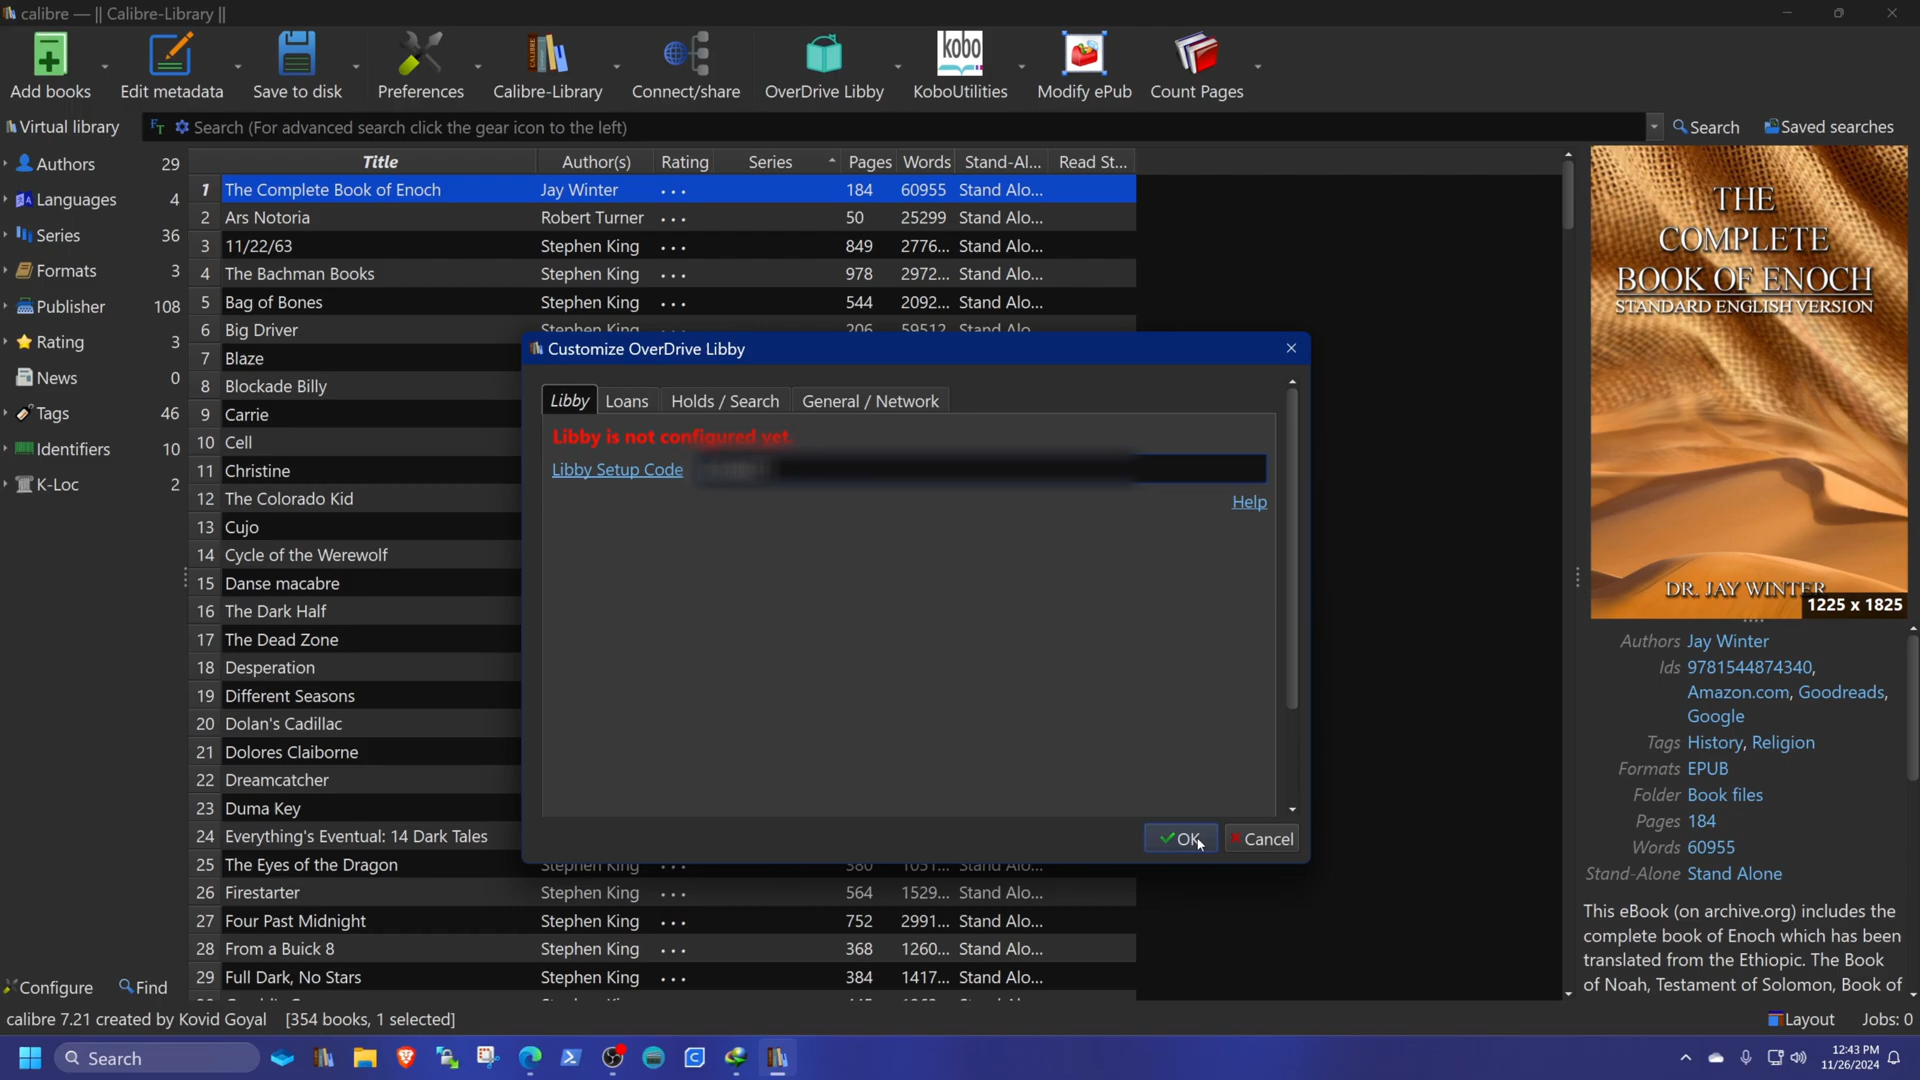 calibre — || Calibre-Library ||
Add books
Edit metadata
Save to disk
Preferences
Calibre-Library
Connect/share
OverDrive Libby
kobo
KoboUtilities
Modify ePub
Count Pages
Virtual library
Search (For advanced search click the gear icon to the left)
Search
Saved searches
Authors 29
Languages 4
Series 36
Formats 3
Publisher 108
Rating 3
News 0
Tags 46
Identifiers 10
K-Loc 2
Title Author(s) Rating Series Pages Words Stand-Al... Read St...
1 The Complete Book of Enoch Jay Winter ... 184 60955 Stand Alo...
2 Ars Notoria Robert Turner ... 50 25299 Stand Alo...
3 11/22/63 Stephen King ... 849 2776... Stand Alo...
4 The Bachman Books Stephen King ... 978 2972... Stand Alo...
5 Bag of Bones Stephen King ... 544 2092... Stand Alo...
6 Big Driver Stephen King ... 206 59512 Stand Alo...
7 Blaze
8 Blockade Billy
9 Carrie
10 Cell
11 Christine
12 The Colorado Kid
13 Cujo
14 Cycle of the Werewolf
15 Danse macabre
16 The Dark Half
17 The Dead Zone
18 Desperation
19 Different Seasons
20 Dolan's Cadillac
21 Dolores Claiborne
22 Dreamcatcher
23 Duma Key
24 Everything's Eventual: 14 Dark Tales
25 The Eyes of the Dragon Stephen King ... 380 1051... Stand Alo...
26 Firestarter Stephen King ... 564 1529... Stand Alo...
27 Four Past Midnight Stephen King ... 752 2991... Stand Alo...
28 From a Buick 8 Stephen King ... 368 1260... Stand Alo...
29 Full Dark, No Stars Stephen King ... 384 1417... Stand Alo...
Customize OverDrive Libby
Libby
Loans
Holds / Search
General / Network
Libby is not configured yet.
Libby Setup Code
Help
OK
Cancel
THE
COMPLETE
BOOK OF ENOCH
STANDARD ENGLISH VERSION
DR. JAY WINTER
1225 x 1825
Authors Jay Winter
Ids 9781544874340,
Amazon.com, Goodreads,
Google
Tags History, Religion
Formats EPUB
Folder Book files
Pages 184
Words 60955
Stand-Alone Stand Alone
This eBook (on archive.org) includes the
complete book of Enoch which has been
translated from the Ethiopic. The Book
of Noah, Testament of Solomon, Book of
Configure
Find
calibre 7.21 created by Kovid Goyal [354 books, 1 selected]
Layout
Jobs: 0
Search
12:43 PM
11/26/2024